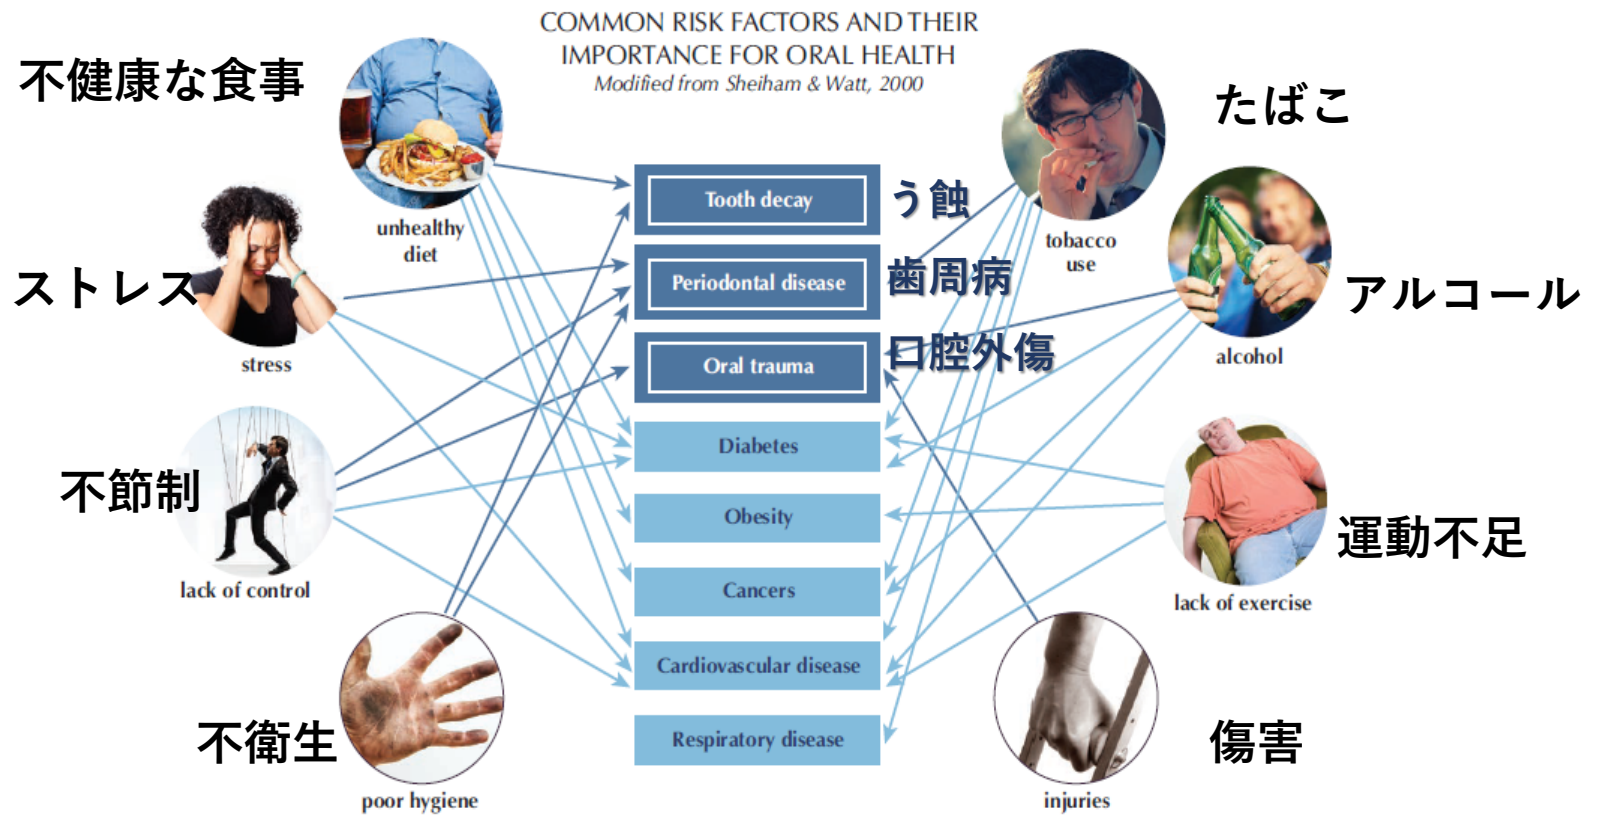 COMMON RISK FACTORS AND THEIR
IMPORTANCE FOR ORAL HEALTH
Modified from Sheiham & Watt, 2000
不健康な食事
unhealthy
diet
ストレス
stress
不節制
lack of control
不衛生
poor hygiene
Tooth decay
う蝕
Periodontal disease
歯周病
Oral trauma
口腔外傷
Diabetes
Obesity
Cancers
Cardiovascular disease
Respiratory disease
たばこ
tobacco
use
アルコール
alcohol
運動不足
lack of exercise
傷害
injuries